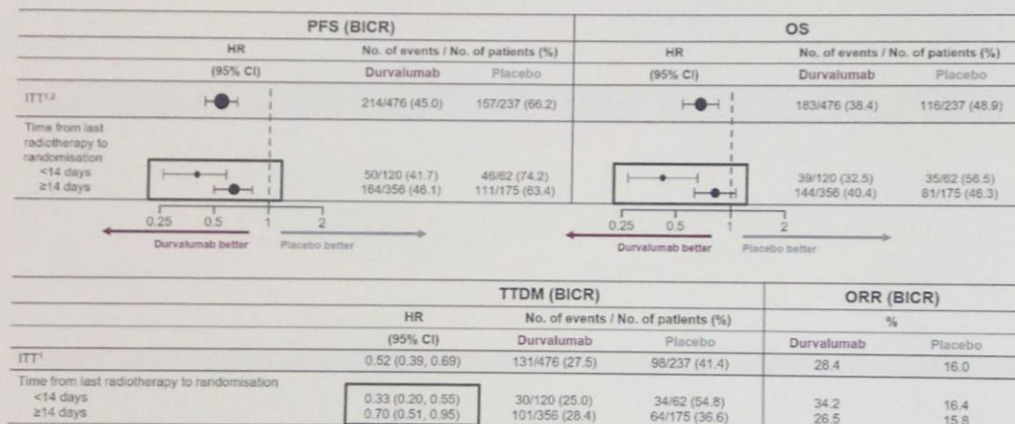 PFS (BICR) OS
HR No. of events / No. of patients (%) HR No. of events / No. of patients (%)
(95% CI) Durvalumab Placebo (95% CI) Durvalumab Placebo
ITT¹,² 214/476 (45.0) 157/237 (66.2) 183/476 (38.4) 116/237 (48.9)
Time from last
radiotherapy to
randomisation
<14 days 50/120 (41.7) 46/62 (74.2) 39/120 (32.5) 35/62 (56.5)
≥14 days 164/356 (46.1) 111/175 (63.4) 144/356 (40.4) 81/175 (46.3)
0.25 0.5 1 2 0.25 0.5 1 2
Durvalumab better Placebo better Durvalumab better Placebo better
TTDM (BICR) ORR (BICR)
HR No. of events / No. of patients (%) %
(95% CI) Durvalumab Placebo Durvalumab Placebo
ITT¹ 0.52 (0.39, 0.69) 131/476 (27.5) 98/237 (41.4) 28.4 16.0
Time from last radiotherapy to randomisation
<14 days 0.33 (0.20, 0.55) 30/120 (25.0) 34/62 (54.8) 34.2 16.4
≥14 days 0.70 (0.51, 0.95) 101/356 (28.4) 64/175 (36.6) 26.5 15.8